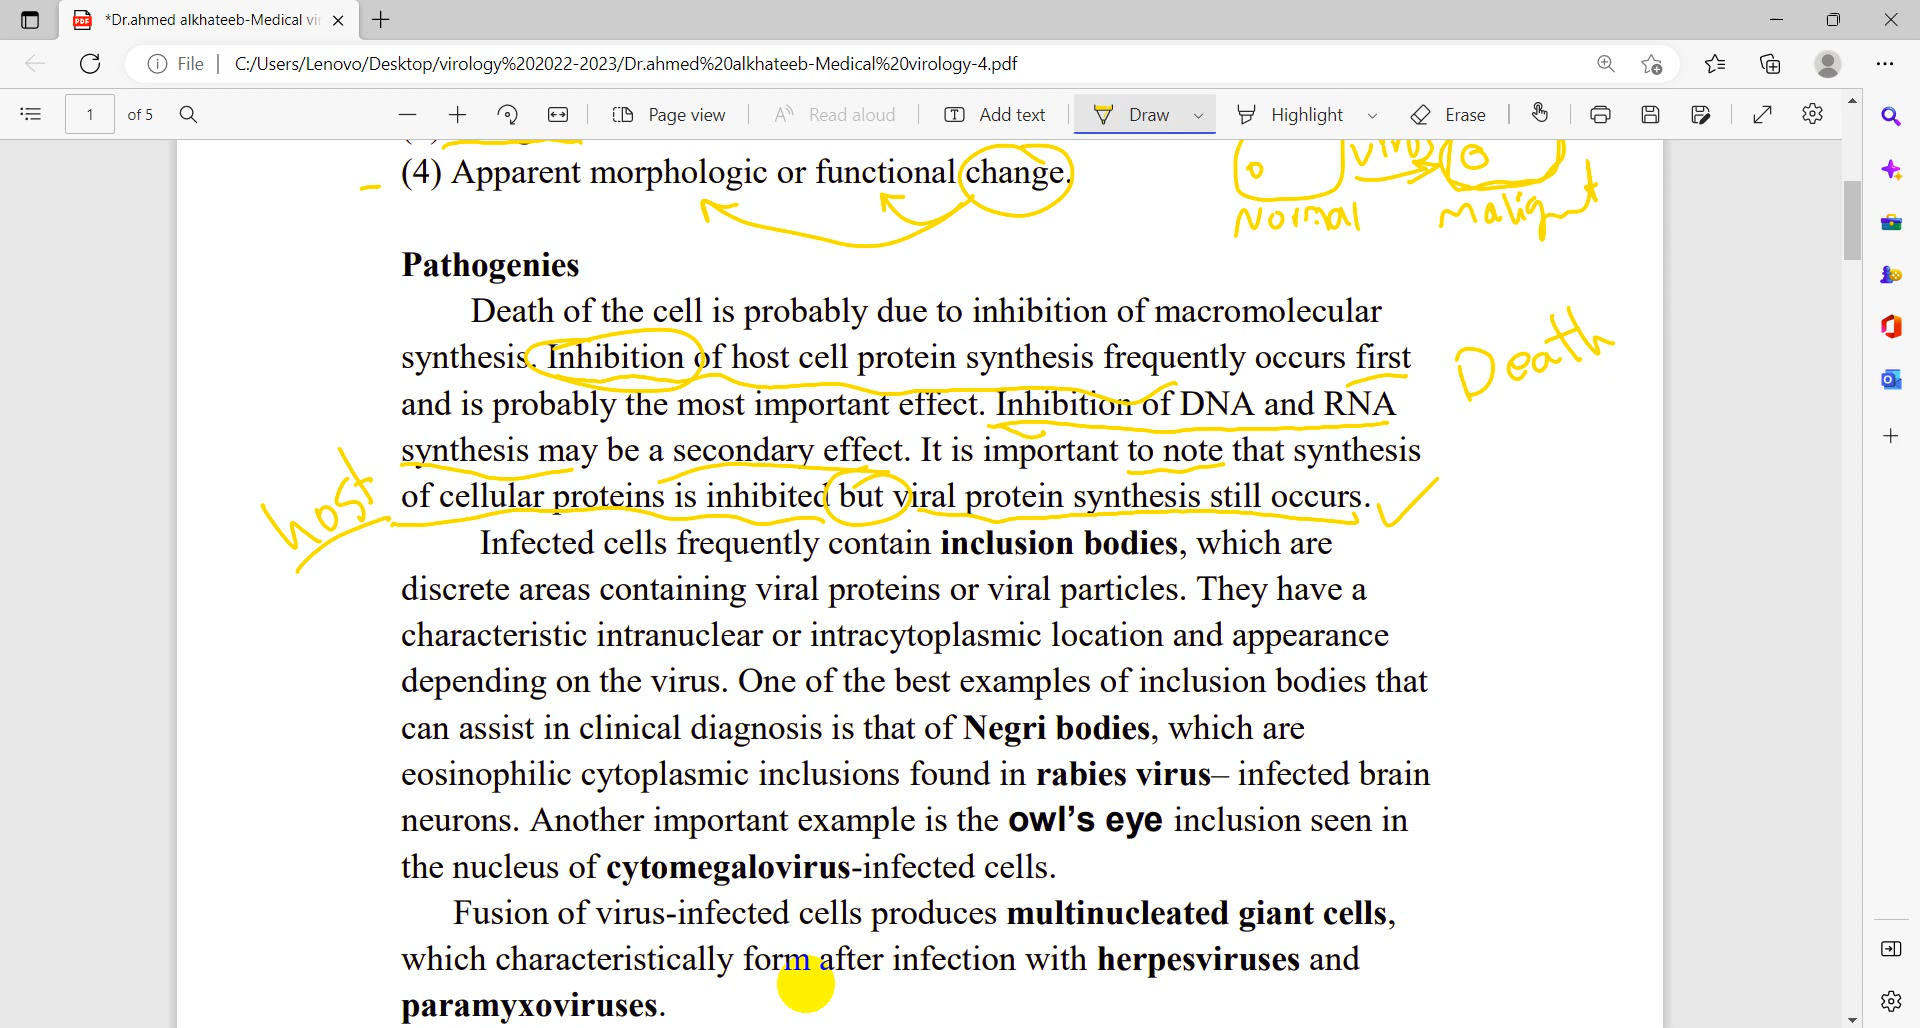 *Dr.ahmed alkhateeb-Medical vi
File
C:/Users/Lenovo/Desktop/virology%202022-2023/Dr.ahmed%20alkhateeb-Medical%20virology-4.pdf
1 of 5
Page view
Read aloud
Add text
Draw
Highlight
Erase
virus
(4) Apparent morphologic or functional change.
Normal
Pathogenies
Death of the cell is probably due to inhibition of macromolecular
synthesis. Inhibition of host cell protein synthesis frequently occurs first
Death
and is probably the most important effect. Inhibition of DNA and RNA
synthesis may be a secondary effect. It is important to note that synthesis
host
of cellular proteins is inhibited but viral protein synthesis still occurs.
Infected cells frequently contain inclusion bodies, which are
discrete areas containing viral proteins or viral particles. They have a
characteristic intranuclear or intracytoplasmic location and appearance
depending on the virus. One of the best examples of inclusion bodies that
can assist in clinical diagnosis is that of Negri bodies, which are
eosinophilic cytoplasmic inclusions found in rabies virus– infected brain
neurons. Another important example is the owl's eye inclusion seen in
the nucleus of cytomegalovirus-infected cells.
Fusion of virus-infected cells produces multinucleated giant cells,
which characteristically form after infection with herpesviruses and
paramyxoviruses.